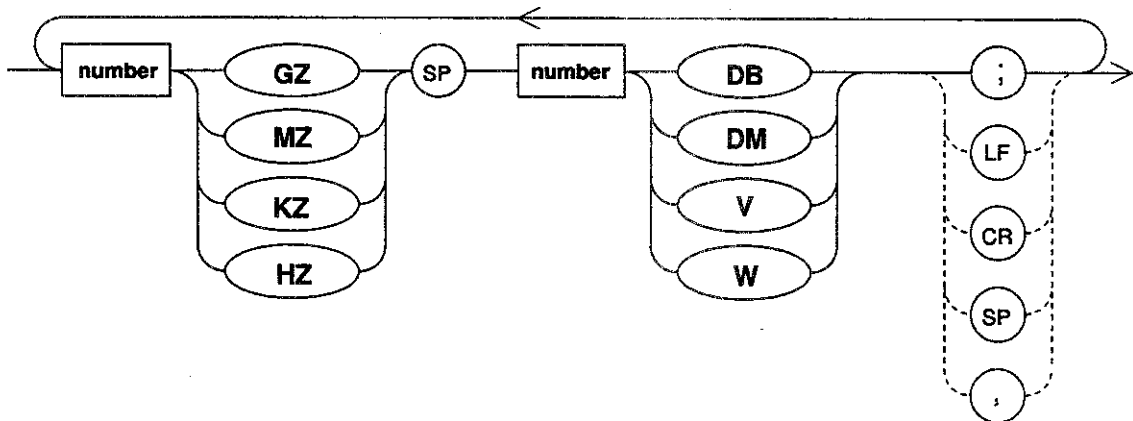 number GZ SP number DB ;
MZ DM LF
KZ V CR
HZ W SP
,